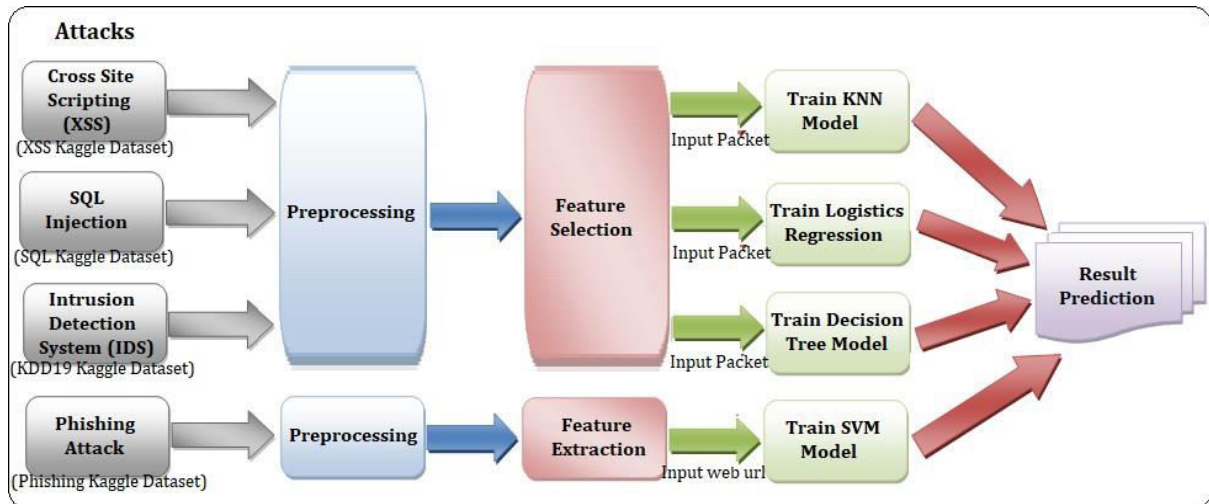 Attacks
Cross Site
Scripting
(XSS)
(XSS Kaggle Dataset)
SQL
Injection
(SQL Kaggle Dataset)
Intrusion
Detection
System (IDS)
(KDD19 Kaggle Dataset)
Phishing
Attack
(Phishing Kaggle Dataset)
Preprocessing
Preprocessing
Feature
Selection
Feature
Extraction
Input Packet
Input Packet
Input Packet
Input web url
Train KNN
Model
Train Logistics
Regression
Train Decision
Tree Model
Train SVM
Model
Result
Prediction